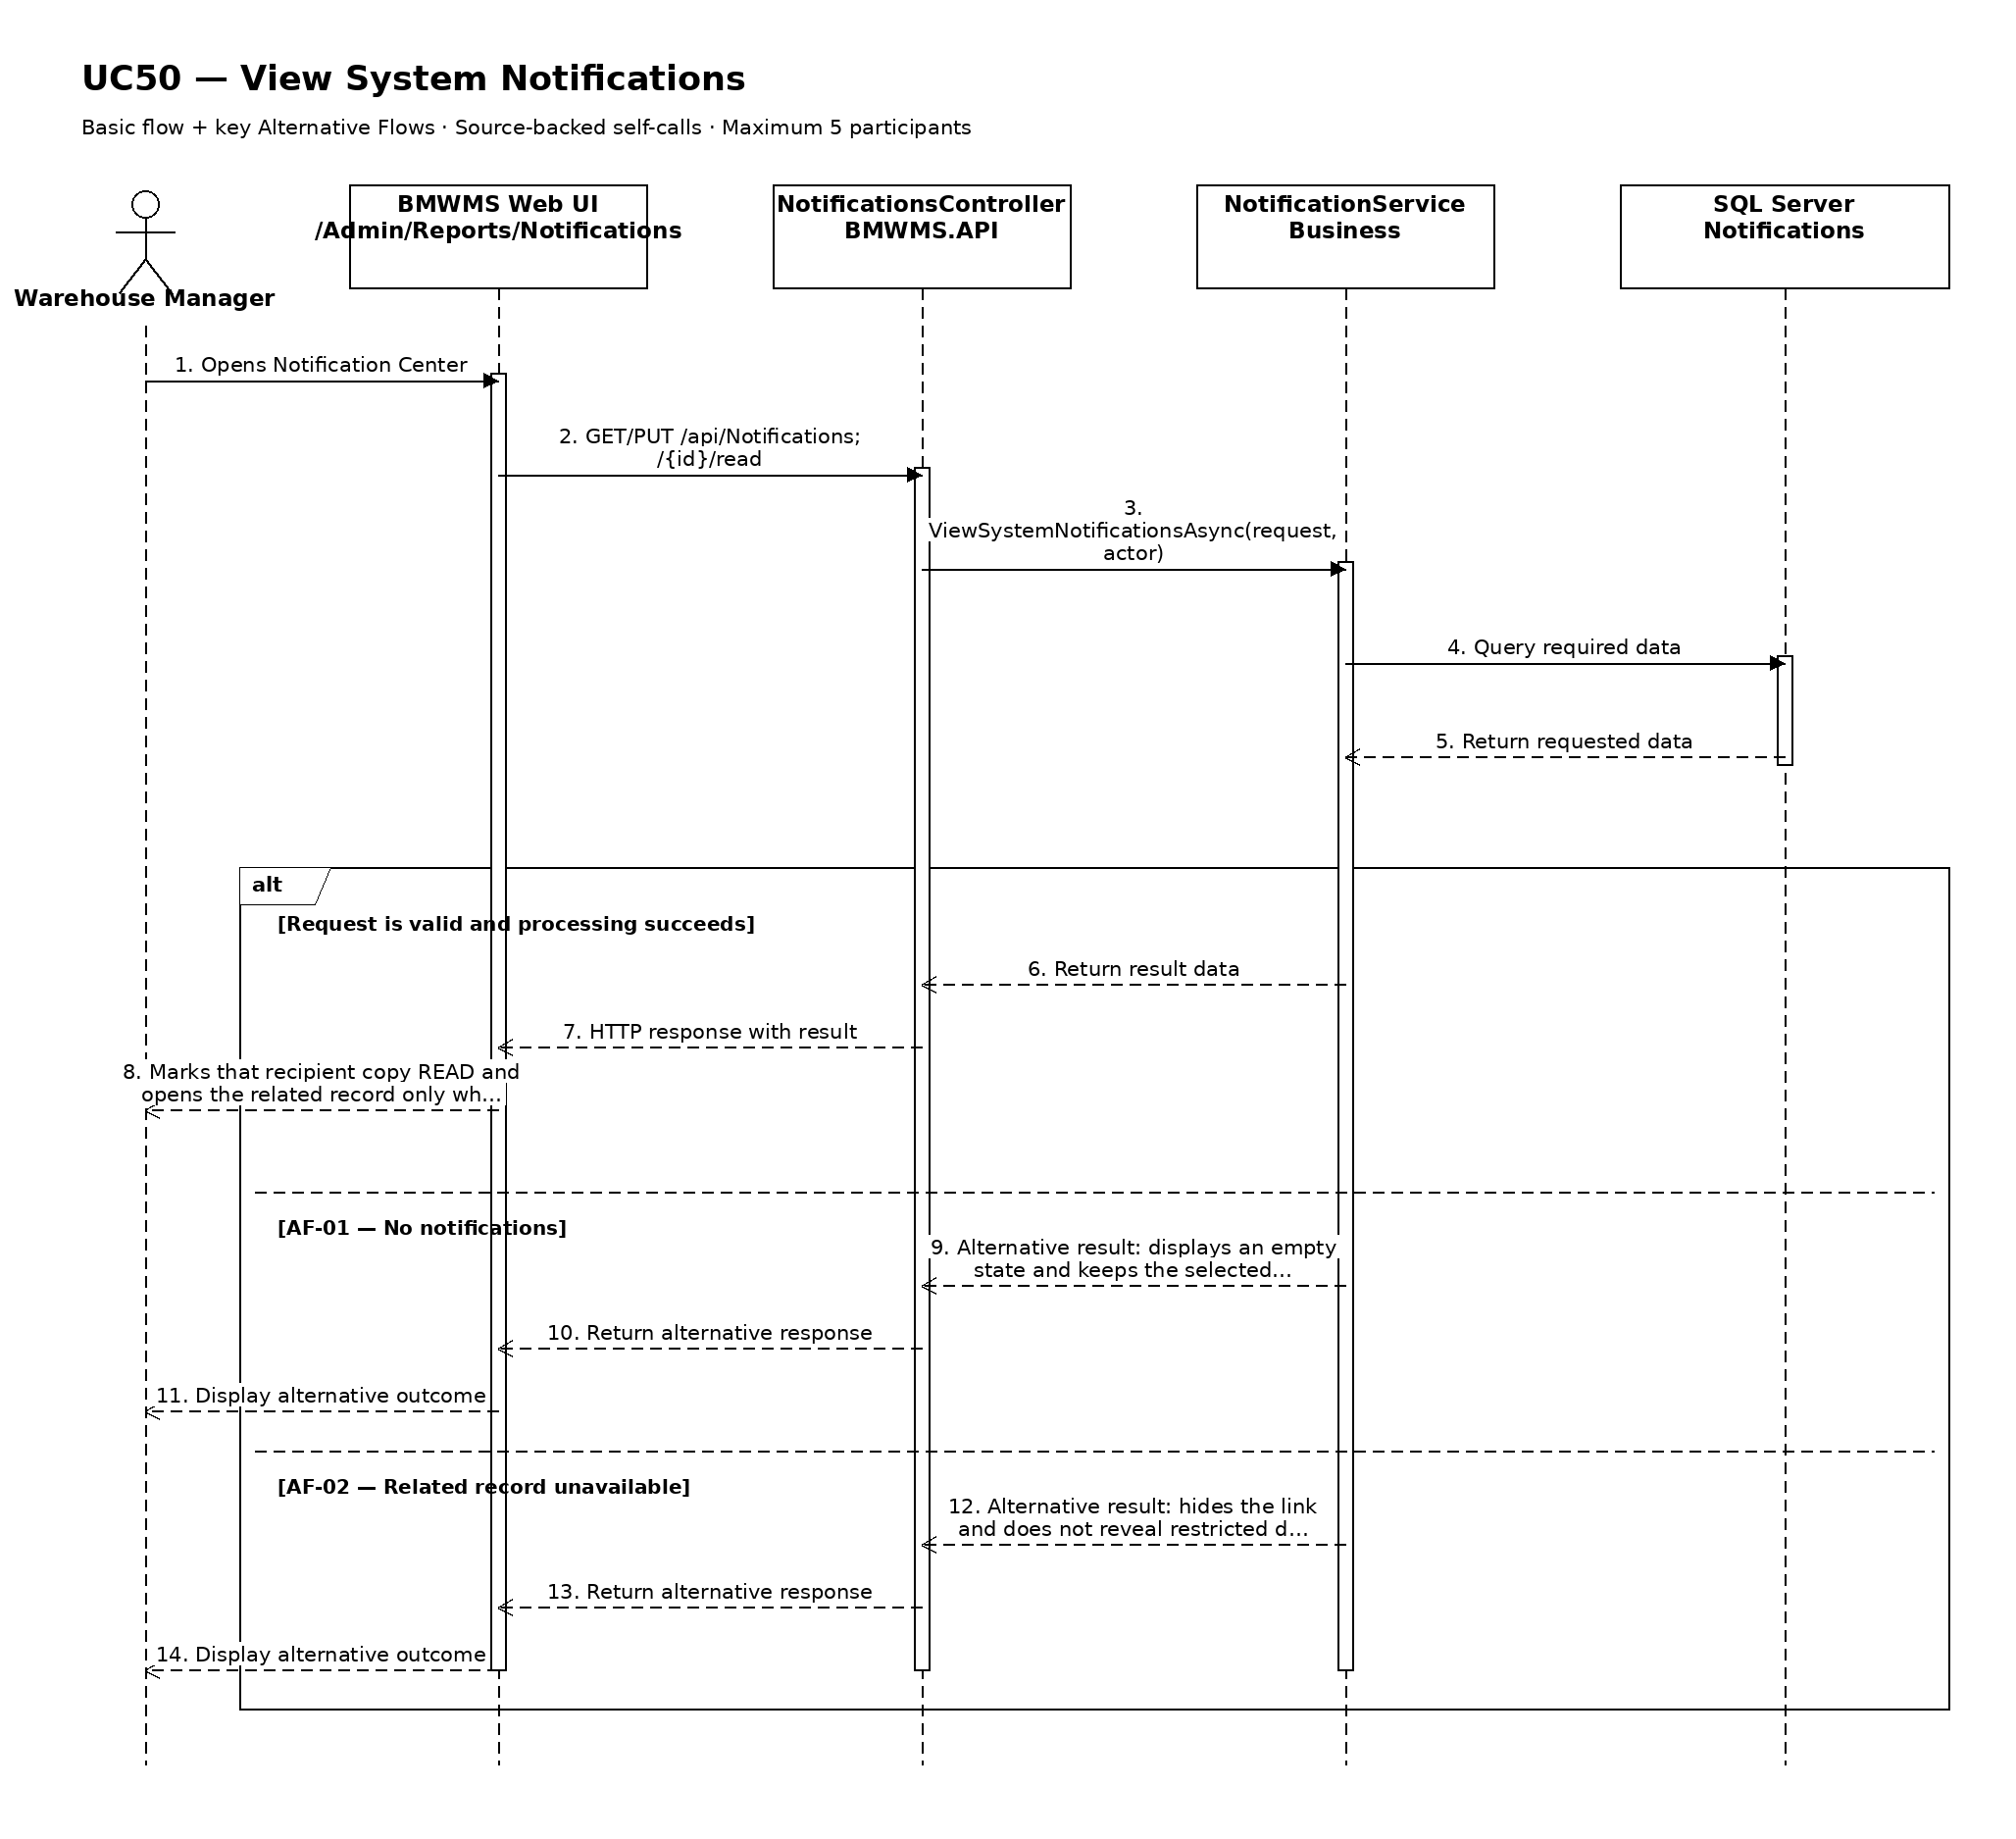 UC50 — View System Notifications
Basic flow + key Alternative Flows · Source-backed self-calls · Maximum 5 participants
Warehouse Manager
BMWMS Web UI
/Admin/Reports/Notifications
NotificationsController
BMWMS.API
NotificationService
Business
SQL Server
Notifications
1. Opens Notification Center
2. GET/PUT /api/Notifications;
/{id}/read
3.
ViewSystemNotificationsAsync(request,
actor)
4. Query required data
5. Return requested data
alt
[Request is valid and processing succeeds]
6. Return result data
7. HTTP response with result
8. Marks that recipient copy READ and
opens the related record only wh...
[AF-01 — No notifications]
9. Alternative result: displays an empty
state and keeps the selected...
10. Return alternative response
11. Display alternative outcome
[AF-02 — Related record unavailable]
12. Alternative result: hides the link
and does not reveal restricted d...
13. Return alternative response
14. Display alternative outcome